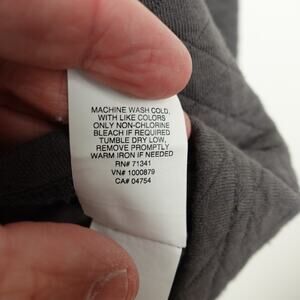 MACHINE WASH COLD,
WITH LIKE COLORS
ONLY NON-CHLORINE
BLEACH IF REQUIRED
TUMBLE DRY LOW,
REMOVE PROMPTLY
WARM IRON IF NEEDED
RN# 71341
VN# 1000879
CA# 04754